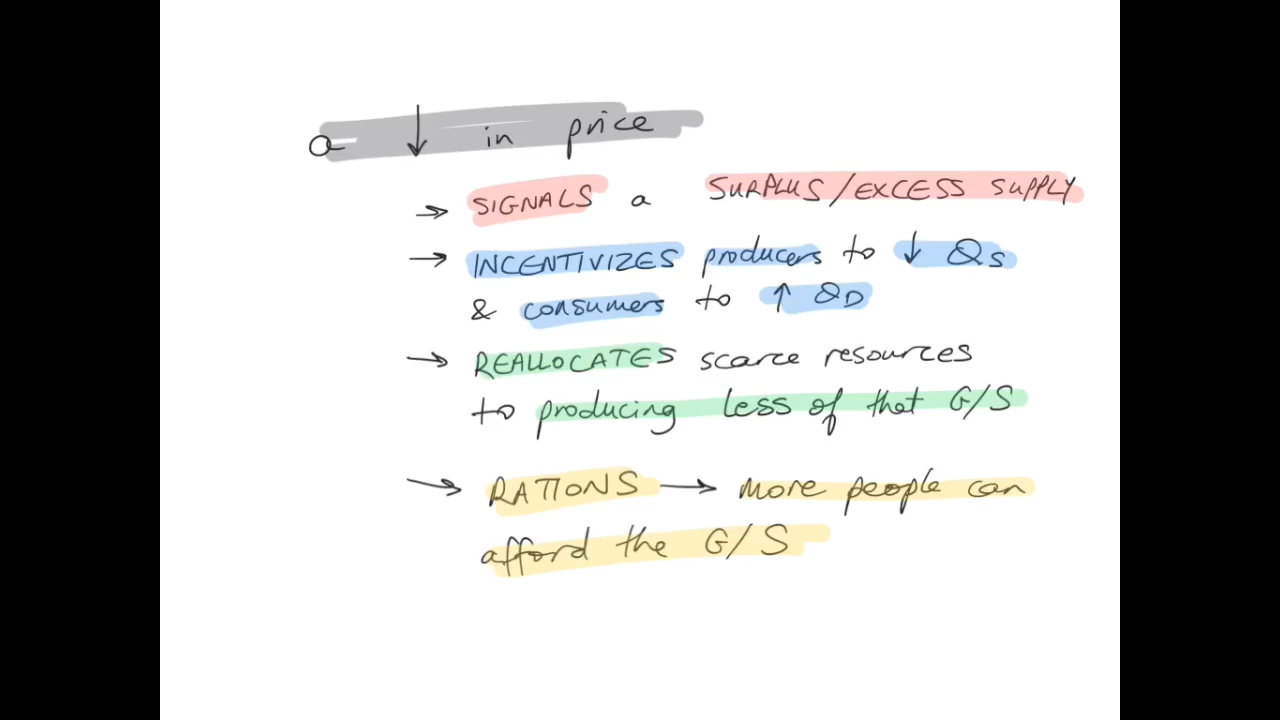 a ↓ in price
→ SIGNALS a SURPLUS/EXCESS SUPPLY
→ INCENTIVIZES producers to ↓ QS
& consumers to ↑ QD
→ REALLOCATES scarce resources
to producing less of that G/S
→ RATIONS → more people can
afford the G/S